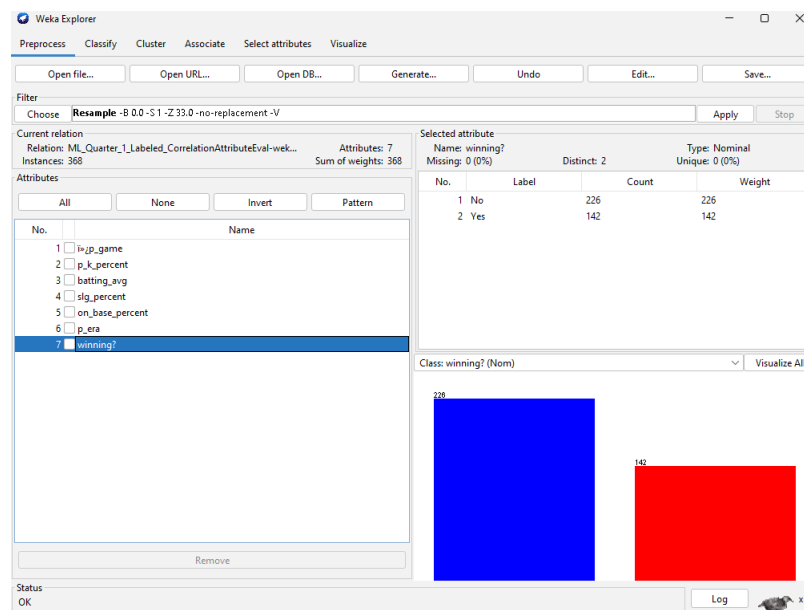 Weka Explorer
Preprocess Classify Cluster Associate Select attributes Visualize
Open file... Open URL... Open DB... Generate... Undo Edit... Save...
Filter
Choose Resample -B 0.0 -S 1 -Z 33.0 -no-replacement -V Apply Stop
Current relation
Relation: ML_Quarter_1_Labeled_CorrelationAttributeEval-wek... Attributes: 7
Instances: 368 Sum of weights: 368
Attributes
All None Invert Pattern
No. Name
1 ï»¿p_game
2 p_k_percent
3 batting_avg
4 slg_percent
5 on_base_percent
6 p_era
7 winning?
Remove
Selected attribute
Name: winning? Type: Nominal
Missing: 0 (0%) Distinct: 2 Unique: 0 (0%)
No. Label Count Weight
1 No 226 226
2 Yes 142 142
Class: winning? (Nom) Visualize All
226
142
Status
OK
Log x